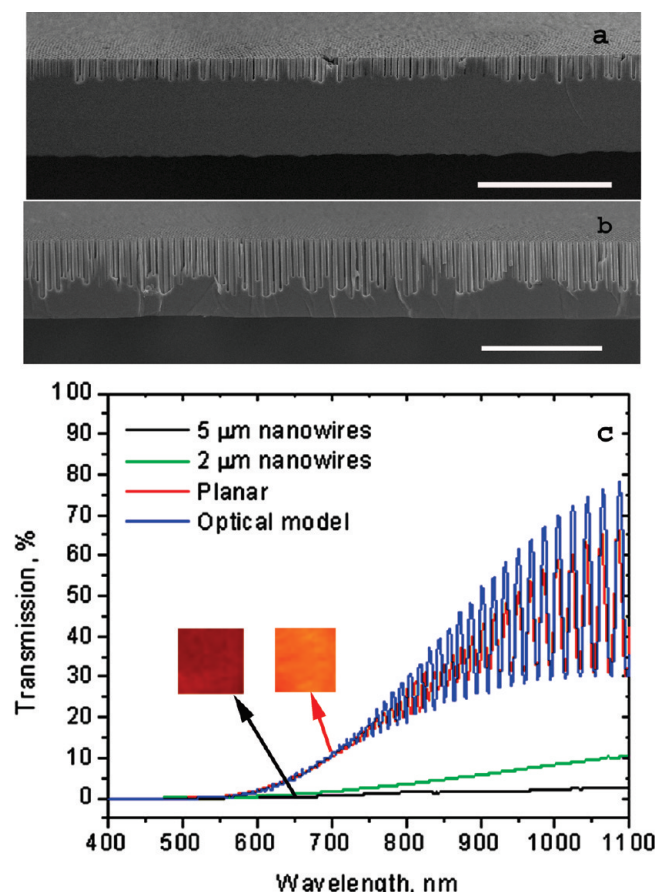 a
b
100
90
80
70
60
50
40
30
20
10
0
Transmission, %
c
5 μm nanowires
2 μm nanowires
Planar
Optical model
400 500 600 700 800 900 1000 1100
Wavelength, nm